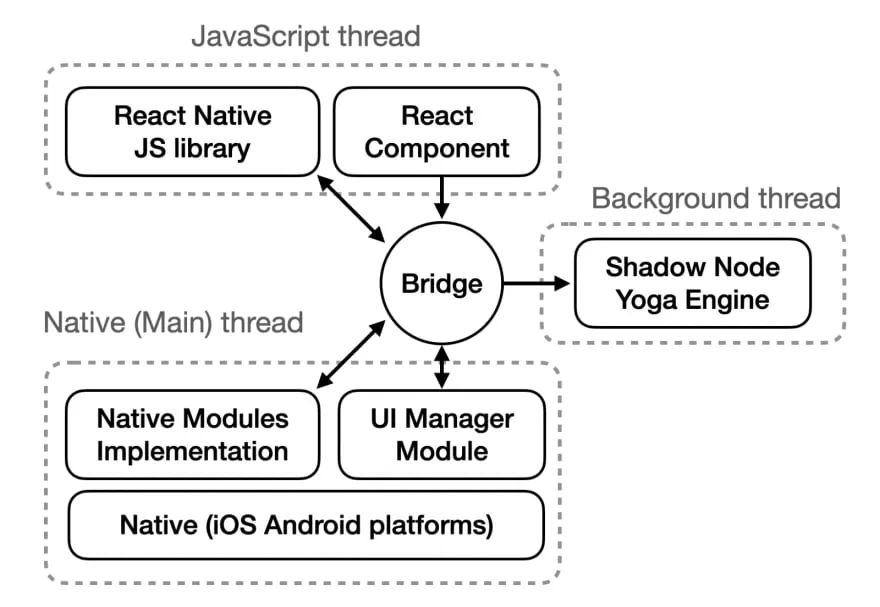 JavaScript thread
React Native
JS library
React
Component
Background thread
Shadow Node
Yoga Engine
Bridge
Native (Main) thread
Native Modules
Implementation
UI Manager
Module
Native (iOS Android platforms)